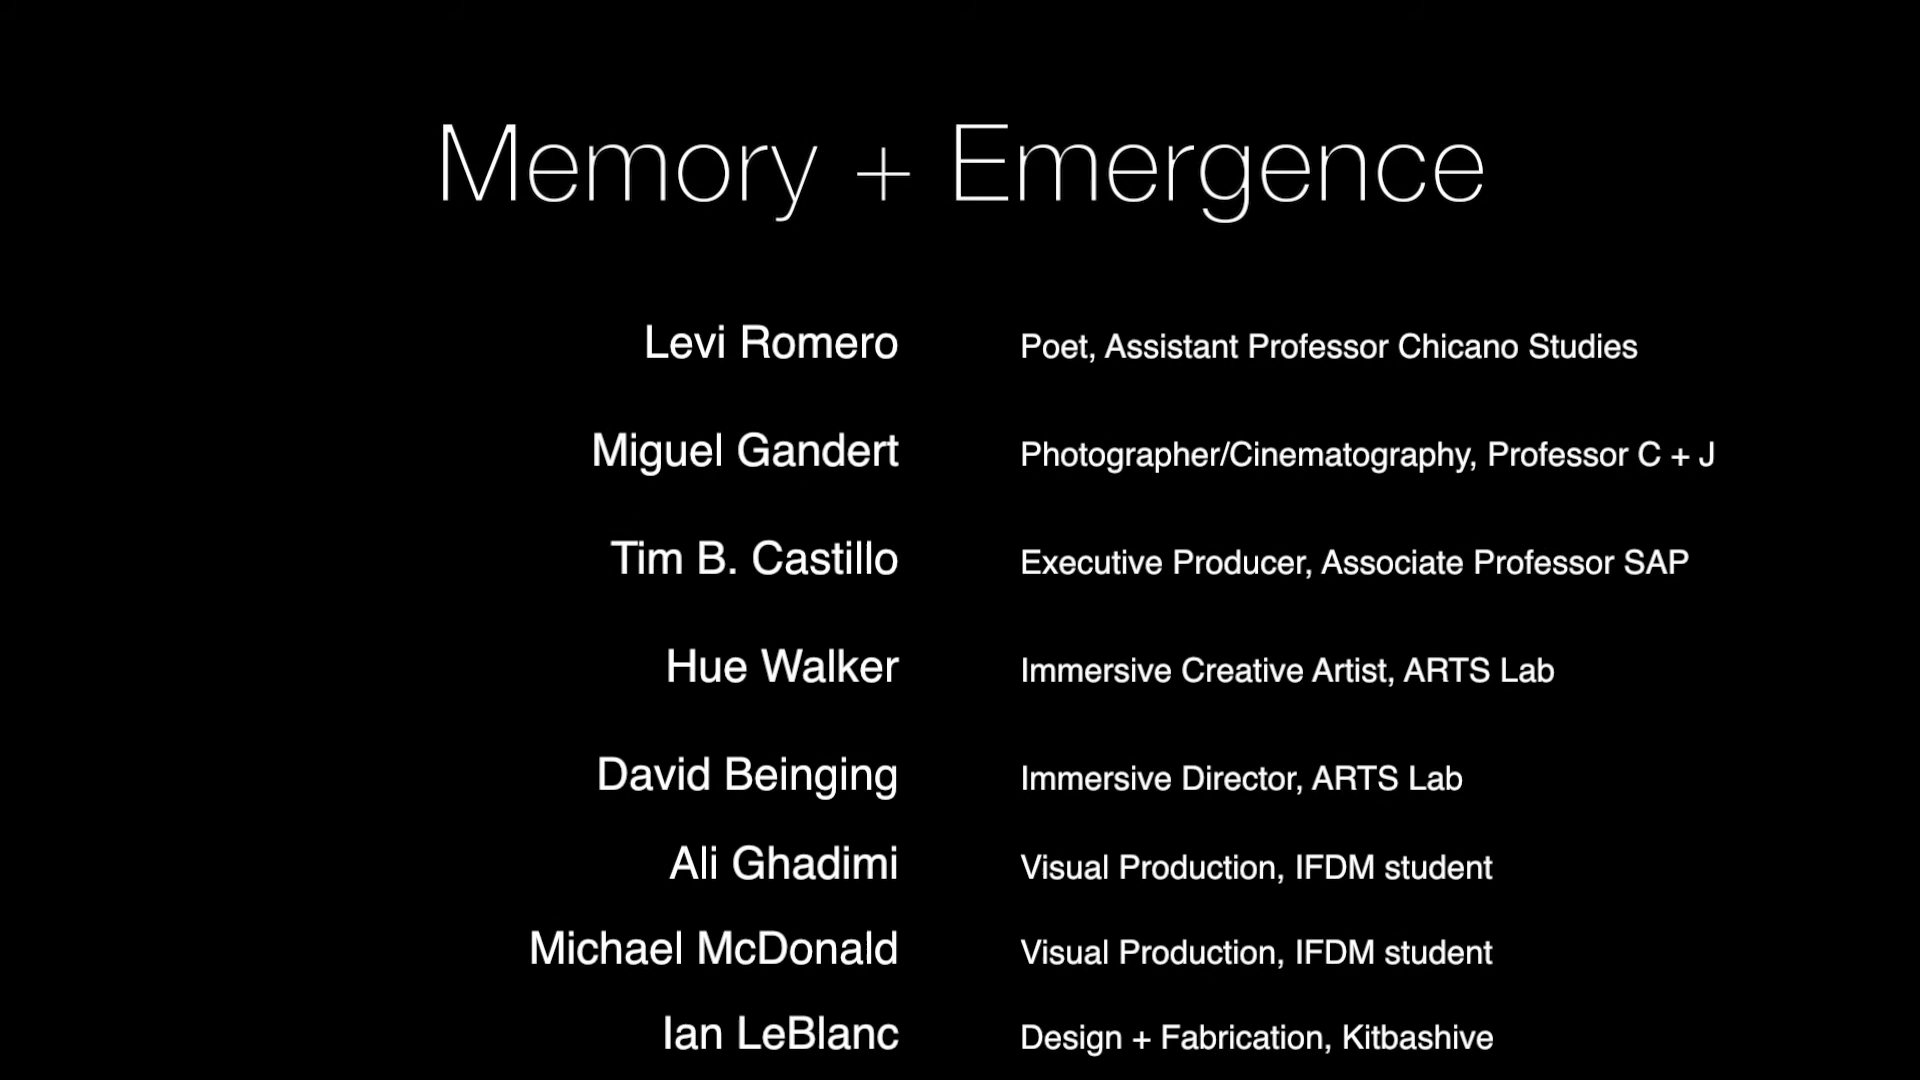 Memory + Emergence
Levi Romero Poet, Assistant Professor Chicano Studies
Miguel Gandert Photographer/Cinematography, Professor C + J
Tim B. Castillo Executive Producer, Associate Professor SAP
Hue Walker Immersive Creative Artist, ARTS Lab
David Beinging Immersive Director, ARTS Lab
Ali Ghadimi Visual Production, IFDM student
Michael McDonald Visual Production, IFDM student
Ian LeBlanc Design + Fabrication, Kitbashive